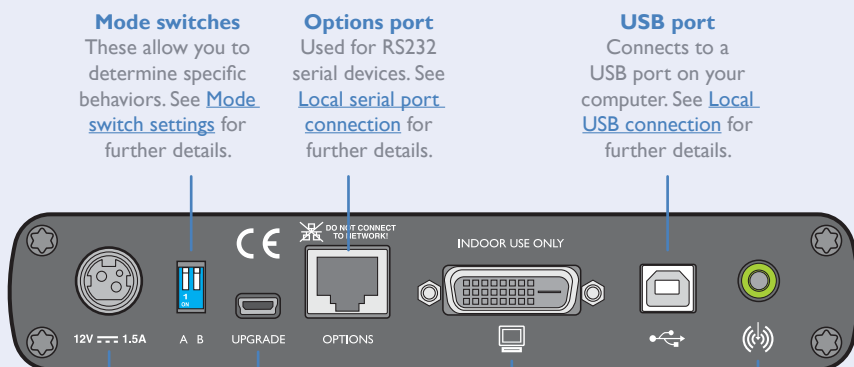 Mode switches
These allow you to
determine specific
behaviors. See Mode
switch settings for
further details.
Options port
Used for RS232
serial devices. See
Local serial port
connection for
further details.
USB port
Connects to a
USB port on your
computer. See Local
USB connection for
further details.
CE
DO NOT CONNECT
TO NETWORK!
INDOOR USE ONLY
1
ON
12V 1.5A
A B
UPGRADE
OPTIONS